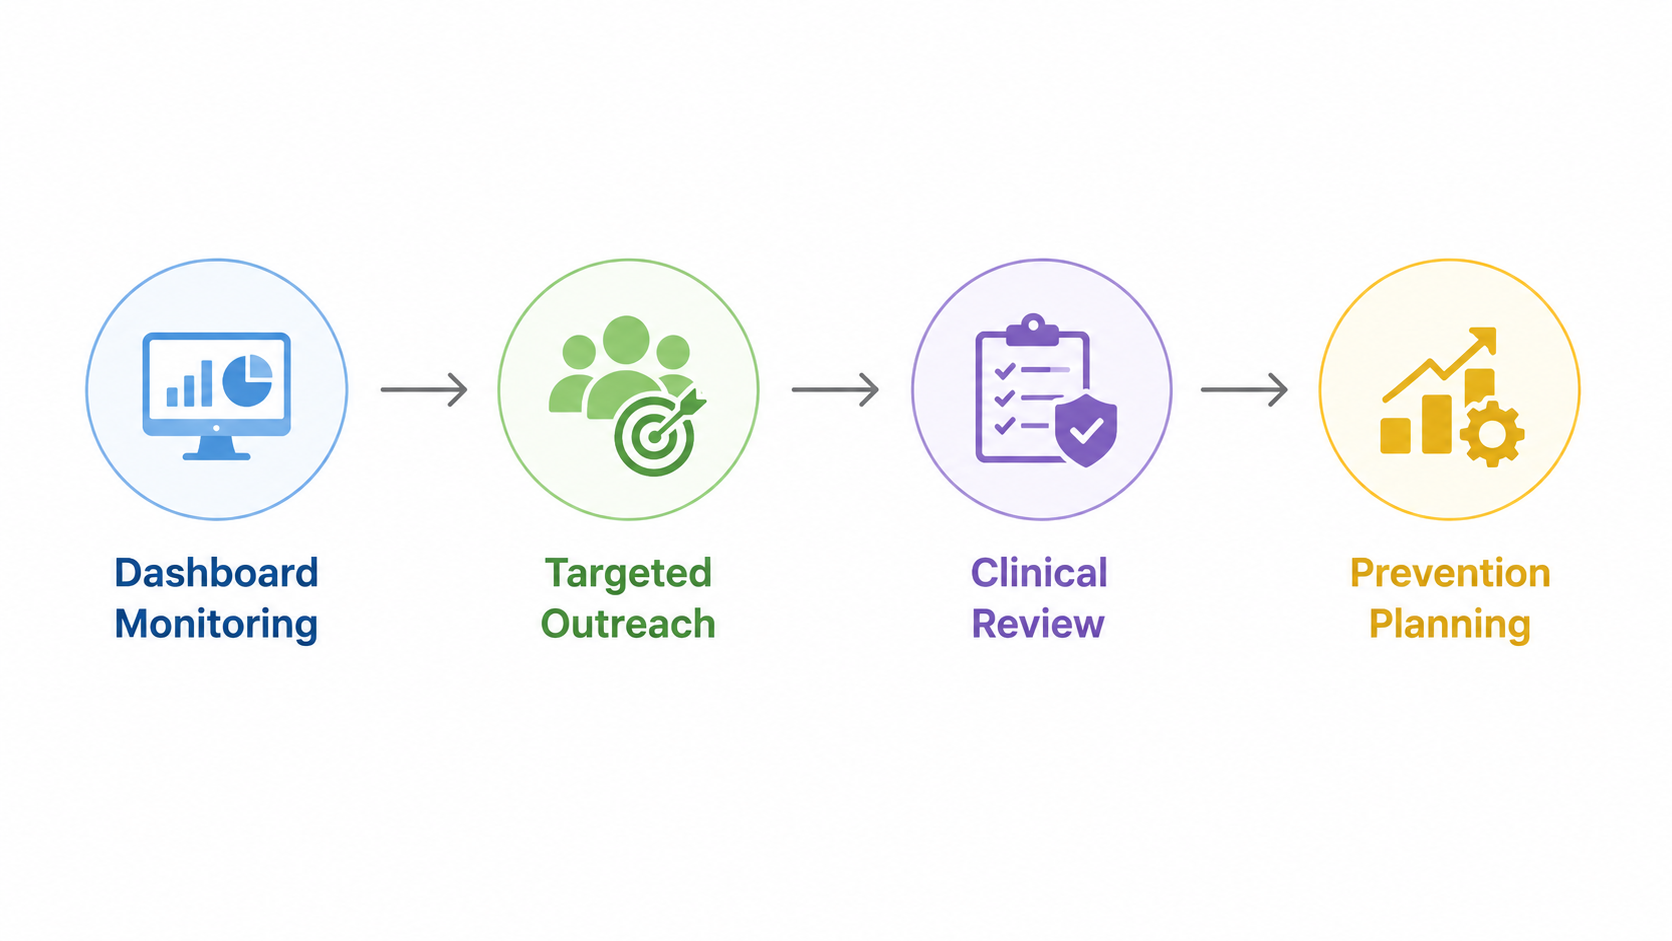 Dashboard
Monitoring
Targeted
Outreach
Clinical
Review
Prevention
Planning